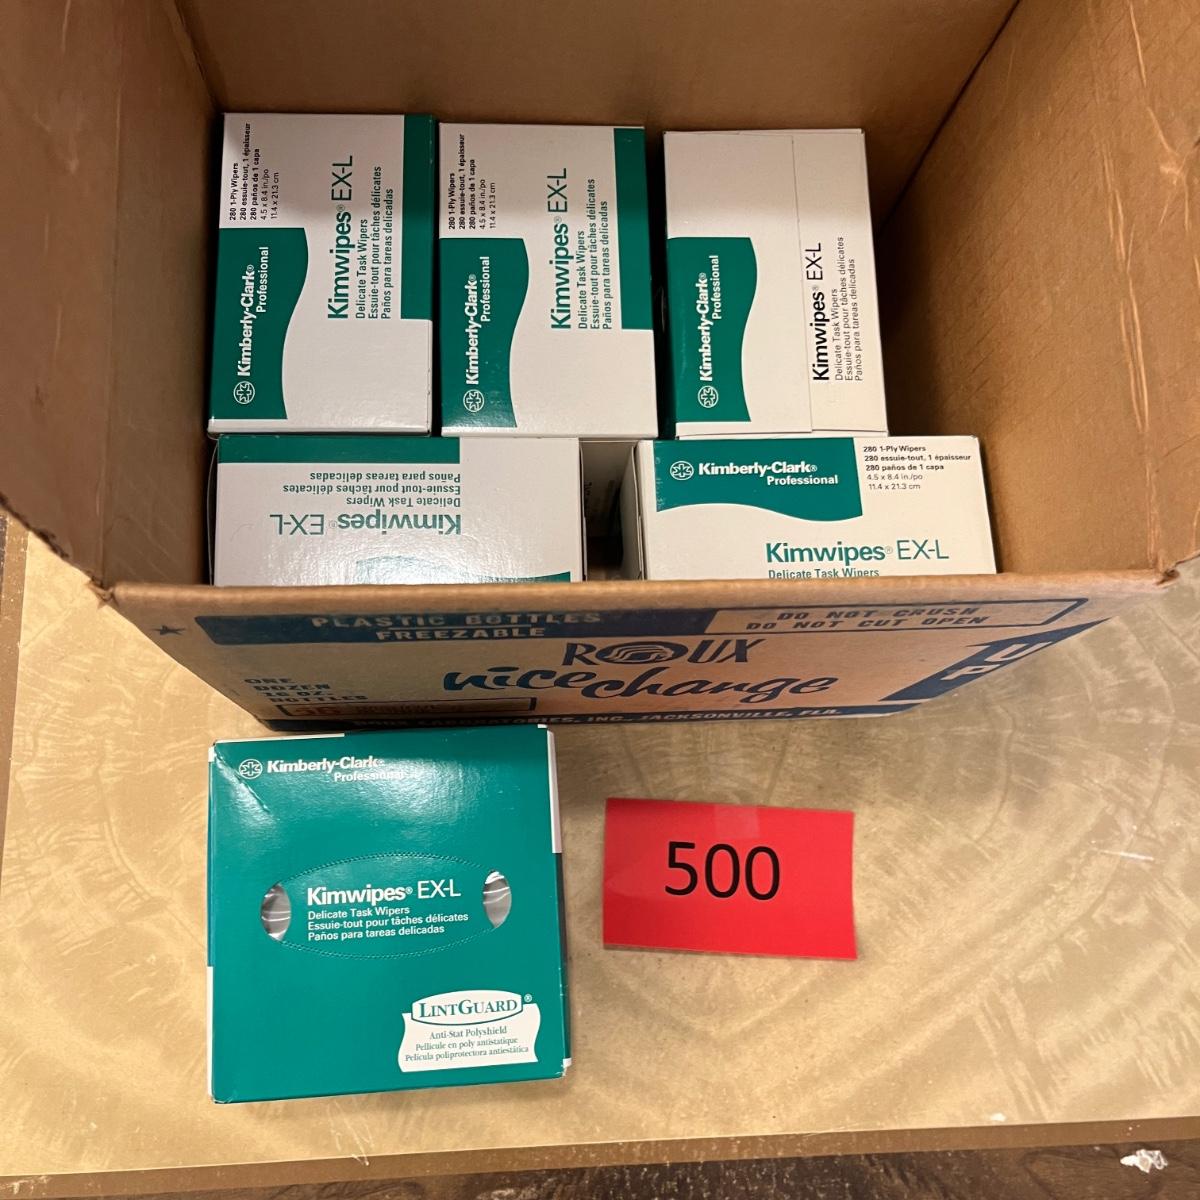 280 1-Ply Wipers
280 essuie-tout, 1 épaisseur
280 paños de 1 capa
4.5 x 8.4 in./po
11.4 x 21.3 cm
Kimberly-Clark®
Professional
Kimwipes® EX-L
Delicate Task Wipers
Essuie-tout pour tâches délicates
Paños para tareas delicadas
280 1-Ply Wipers
280 essuie-tout, 1 épaisseur
280 paños de 1 capa
4.5 x 8.4 in./po
11.4 x 21.3 cm
Kimberly-Clark®
Professional
Kimwipes® EX-L
Delicate Task Wipers
Essuie-tout pour tâches délicates
Paños para tareas delicadas
Kimberly-Clark®
Professional
Kimwipes® EX-L
Delicate Task Wipers
Essuie-tout pour tâches délicates
Paños para tareas delicadas
Kimwipes® EX-L
Delicate Task Wipers
Essuie-tout pour tâches délicates
Paños para tareas delicadas
Kimberly-Clark®
Professional
280 1-Ply Wipers
280 essuie-tout, 1 épaisseur
280 paños de 1 capa
4.5 x 8.4 in./po
11.4 x 21.3 cm
Kimwipes® EX-L
Delicate Task Wipers
PLASTIC BOTTLES
FREEZABLE
DO NOT CRUSH
DO NOT CUT OPEN
ROUX
nice change
ONE
DOZEN
16 OZ.
BOTTLES
ROUX LABORATORIES, INC. JACKSONVILLE, FLA.
Kimberly-Clark®
Professional
Kimwipes® EX-L
Delicate Task Wipers
Essuie-tout pour tâches délicates
Paños para tareas delicadas
LINTGUARD®
Anti-Stat Polyshield
Pellicule en poly antistatique
Película poliprotectora antiestática
500